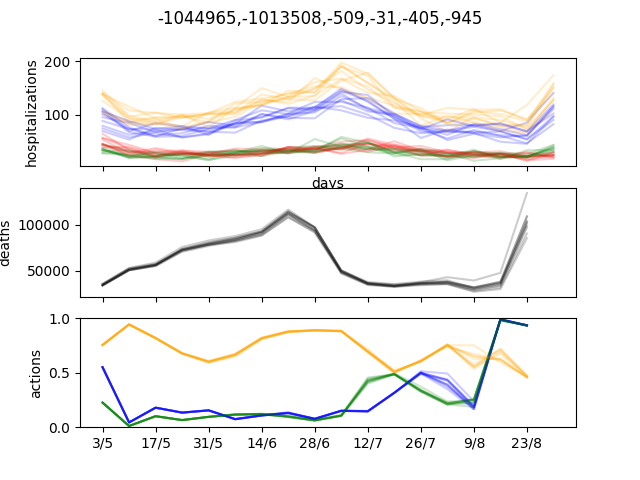 -1044965,-1013508,-509,-31,-405,-945
200
100
hospitalizations
days
100000
50000
deaths
1.0
0.5
0.0
actions
3/5 17/5 31/5 14/6 28/6 12/7 26/7 9/8 23/8